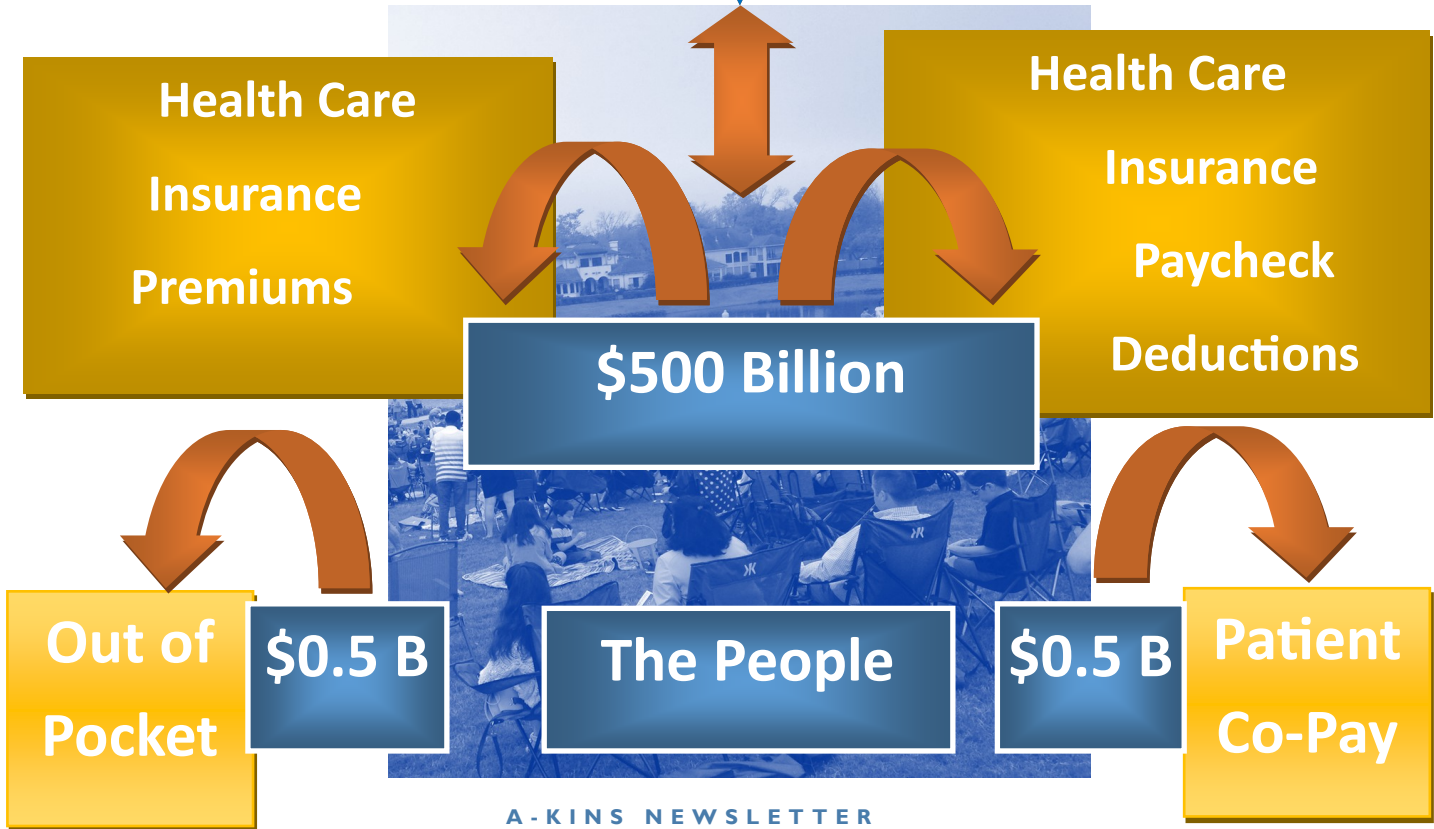 Health Care
Insurance
Premiums
Health Care
Insurance
Paycheck
Deductions
$500 Billion
Out of
Pocket
$0.5 B
The People
$0.5 B
Patient
Co-Pay
A-KINS NEWSLETTER